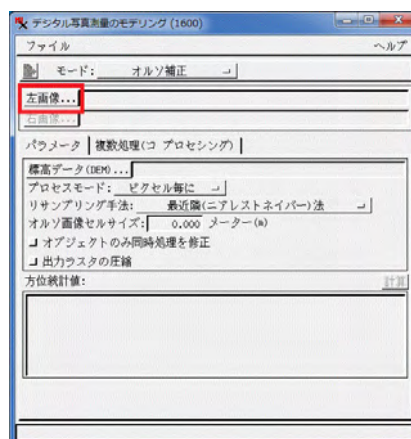 デジタル写真測量のモデリング (1600)
ファイル ヘルプ
モード: オルソ補正
左画像...
右画像...
パラメータ 複数処理(コ プロセシング)
標高データ(DEM)...
プロセスモード: ピクセル毎に
リサンプリング手法: 最近隣(ニアレストネイバー)法
オルソ画像セルサイズ: 0.000 メーター(m)
オブジェクトのみ同時処理を修正
出力ラスタの圧縮
方位統計値: 計算